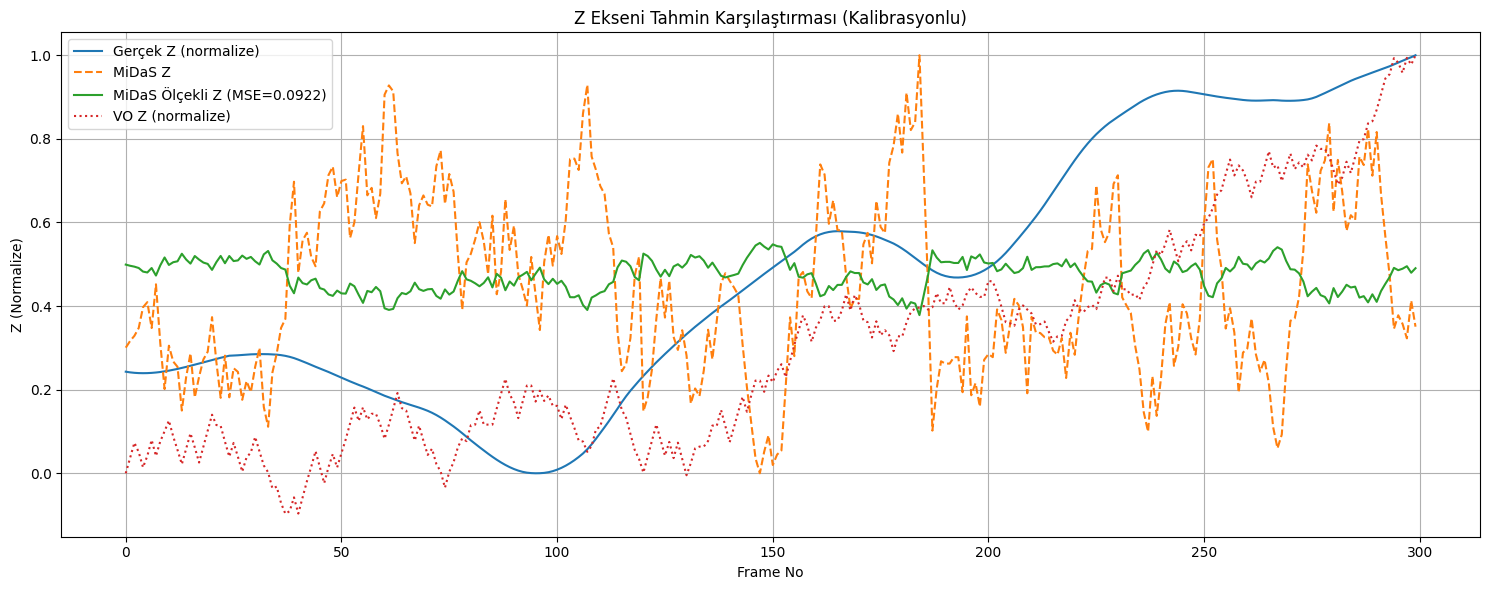 Z Ekseni Tahmin Karşılaştırması (Kalibrasyonlu)
Gerçek Z (normalize)
MiDaS Z
MiDaS Ölçekli Z (MSE=0.0922)
VO Z (normalize)
Z (Normalize)
1.0
0.8
0.6
0.4
0.2
0.0
0
50
100
150
200
250
300
Frame No